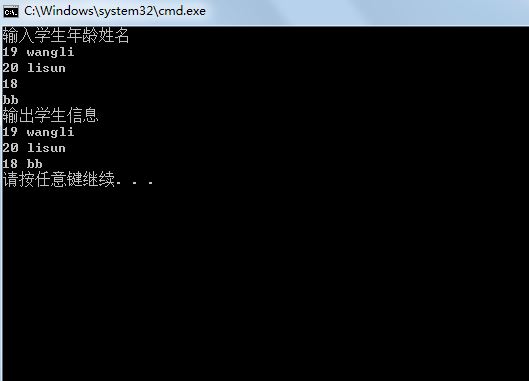 C:\Windows\system32\cmd.exe
输入学生年龄姓名
19 wangli
20 lisun
18
bb
输出学生信息
19 wangli
20 lisun
18 bb
请按任意键继续. . .